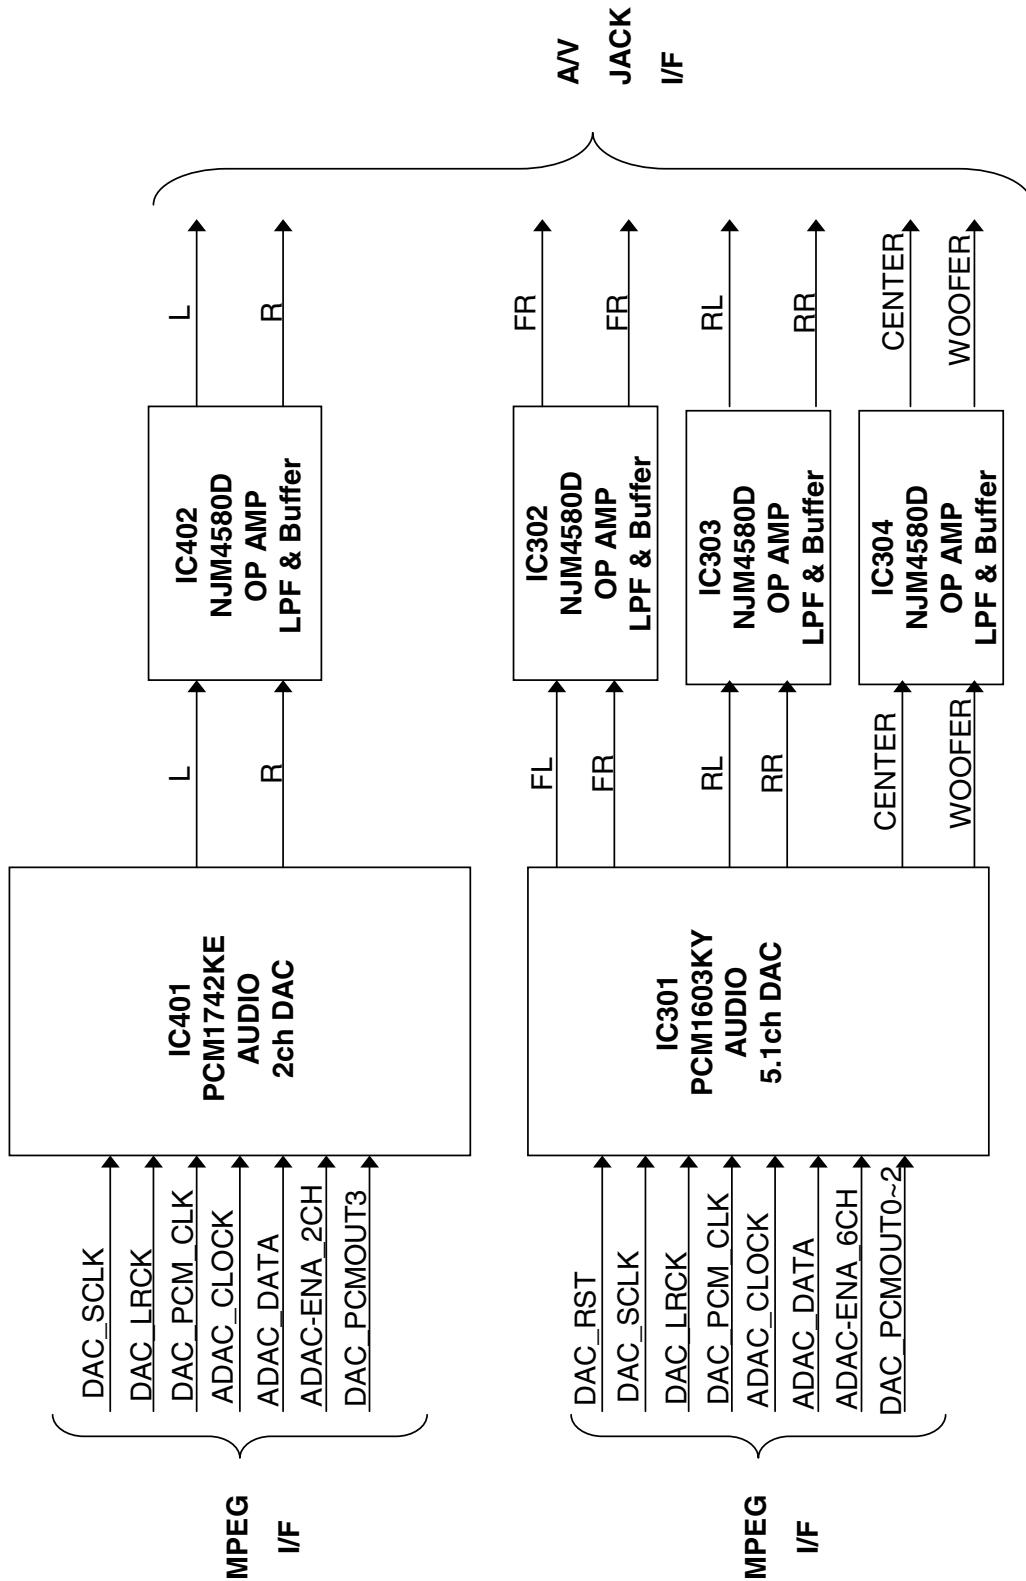 MPEG
I/F
DAC_SCLK
DAC_LRCK
DAC_PCM_CLK
ADAC_CLOCK
ADAC_DATA
ADAC-ENA_2CH
DAC_PCMOUT3
IC401
PCM1742KE
AUDIO
2ch DAC
L
R
IC402
NJM4580D
OP AMP
LPF & Buffer
L
R
MPEG
I/F
DAC_RST
DAC_SCLK
DAC_LRCK
DAC_PCM_CLK
ADAC_CLOCK
ADAC_DATA
ADAC-ENA_6CH
DAC_PCMOUT0~2
IC301
PCM1603KY
AUDIO
5.1ch DAC
FL
FR
RL
RR
CENTER
WOOFER
IC302
NJM4580D
OP AMP
LPF & Buffer
IC303
NJM4580D
OP AMP
LPF & Buffer
IC304
NJM4580D
OP AMP
LPF & Buffer
FR
FR
RL
RR
CENTER
WOOFER
A/V
JACK
I/F